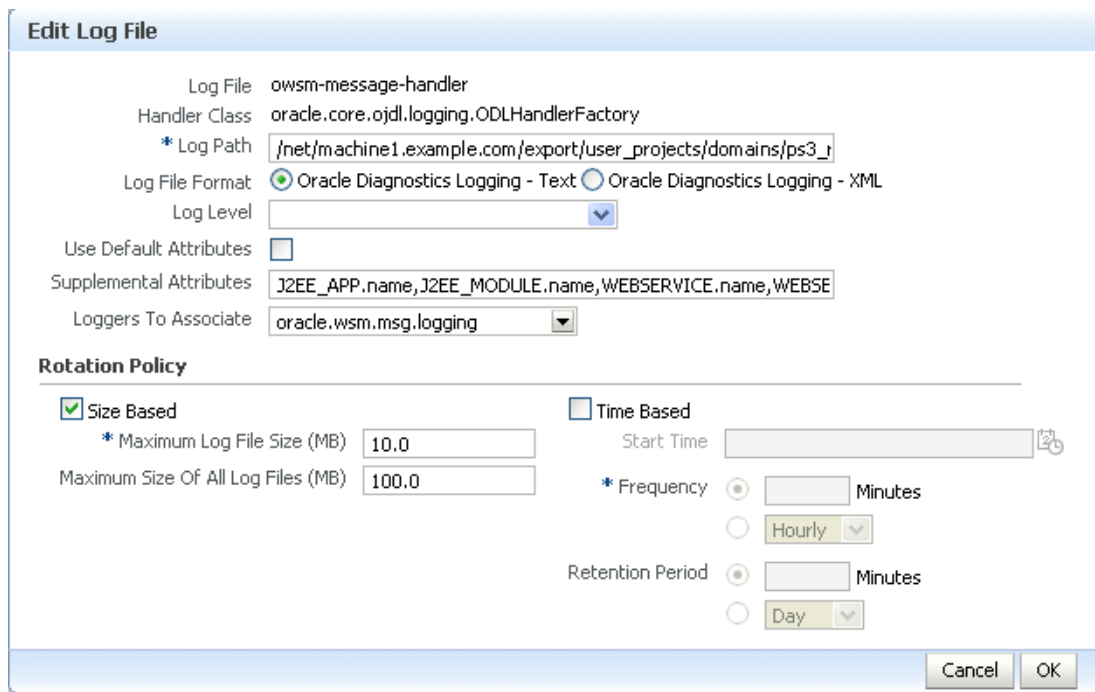 Edit Log File
Log File owsm-message-handler
Handler Class oracle.core.ojdl.logging.ODLHandlerFactory
* Log Path /net/machine1.example.com/export/user_projects/domains/ps3_r
Log File Format Oracle Diagnostics Logging - Text Oracle Diagnostics Logging - XML
Log Level
Use Default Attributes
Supplemental Attributes J2EE_APP.name,J2EE_MODULE.name,WEBSERVICE.name,WEBSE
Loggers To Associate oracle.wsm.msg.logging
Rotation Policy
Size Based
* Maximum Log File Size (MB) 10.0
Maximum Size Of All Log Files (MB) 100.0
Time Based
Start Time
* Frequency Minutes
Hourly
Retention Period Minutes
Day
Cancel OK